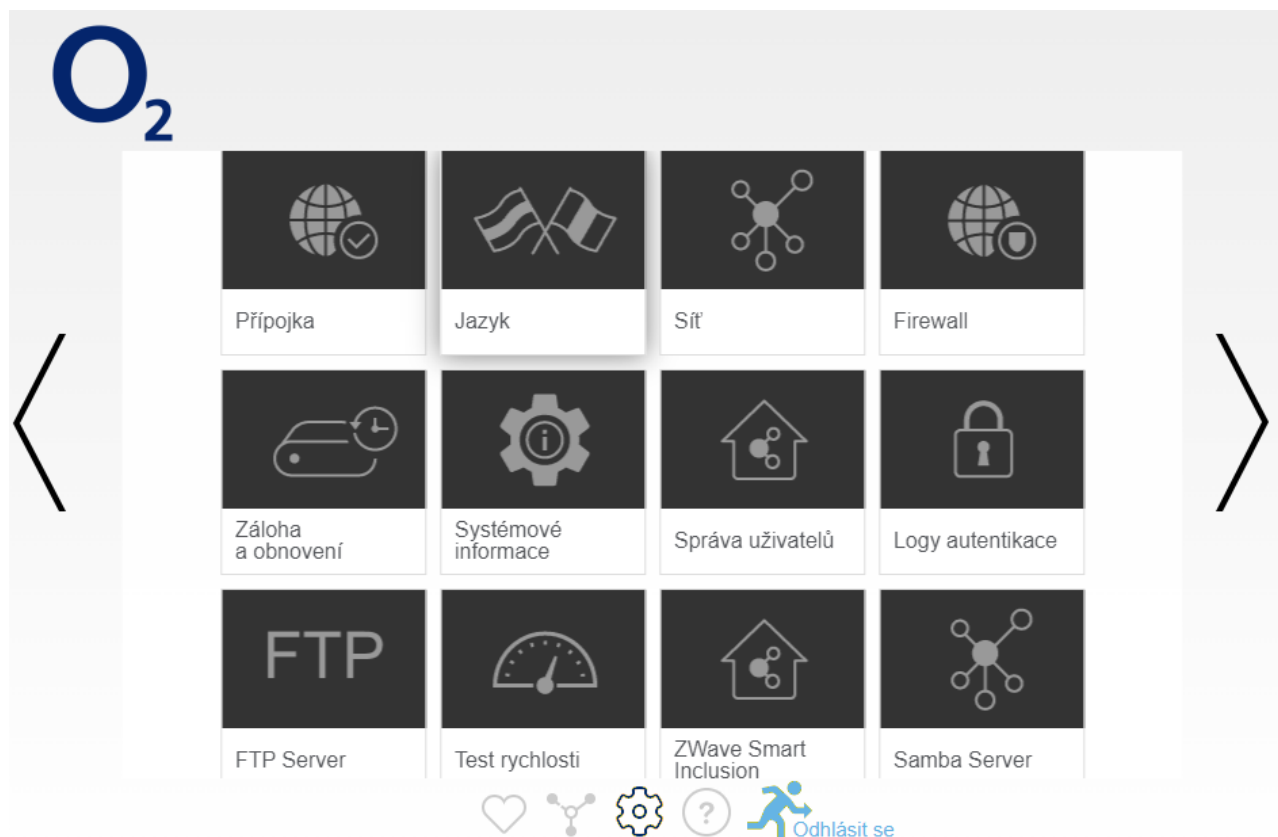 O2
Přípojka
Jazyk
Síť
Firewall
Záloha
a obnovení
Systémové
informace
Správa uživatelů
Logy autentikace
FTP
FTP Server
Test rychlosti
ZWave Smart
Inclusion
Samba Server
?
Odhlásit se